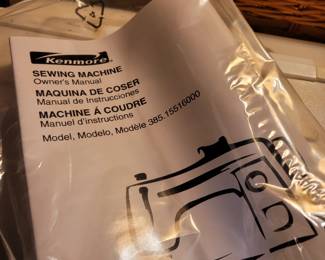 Kenmore
SEWING MACHINE
Owner's Manual
MAQUINA DE COSER
Manual de Instrucciones
MACHINE À COUDRE
Manuel d'instructions
Model, Modelo, Modèle 385.15516000